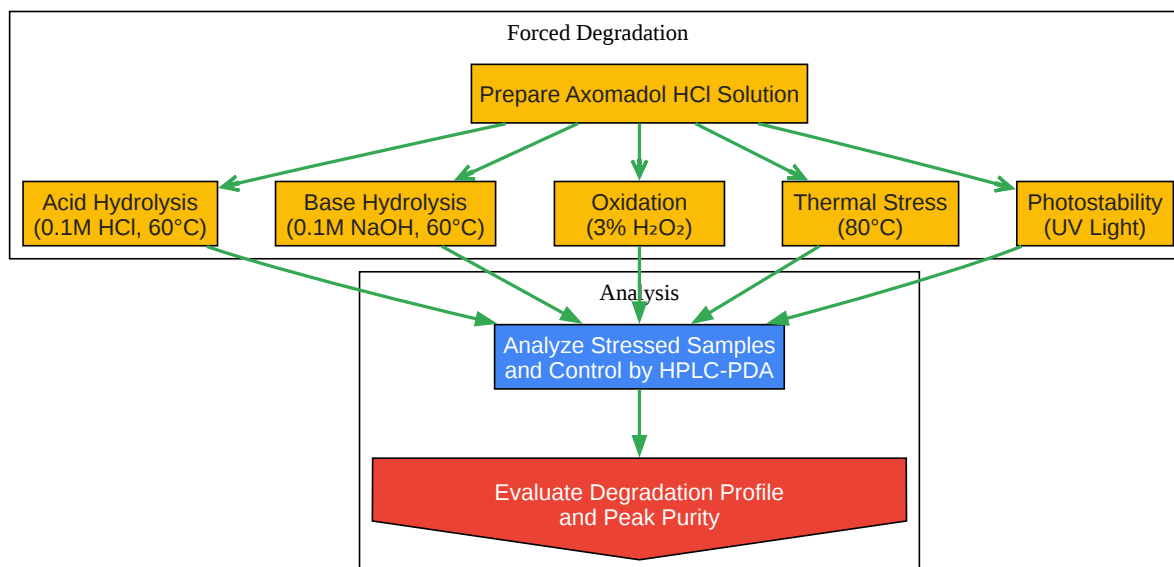 Forced Degradation
Prepare Axomadol HCl Solution
Acid Hydrolysis
(0.1M HCl, 60°C)
Base Hydrolysis
(0.1M NaOH, 60°C)
Oxidation
(3% H₂O₂)
Thermal Stress
(80°C)
Photostability
(UV Light)
Analysis
Analyze Stressed Samples
and Control by HPLC-PDA
Evaluate Degradation Profile
and Peak Purity